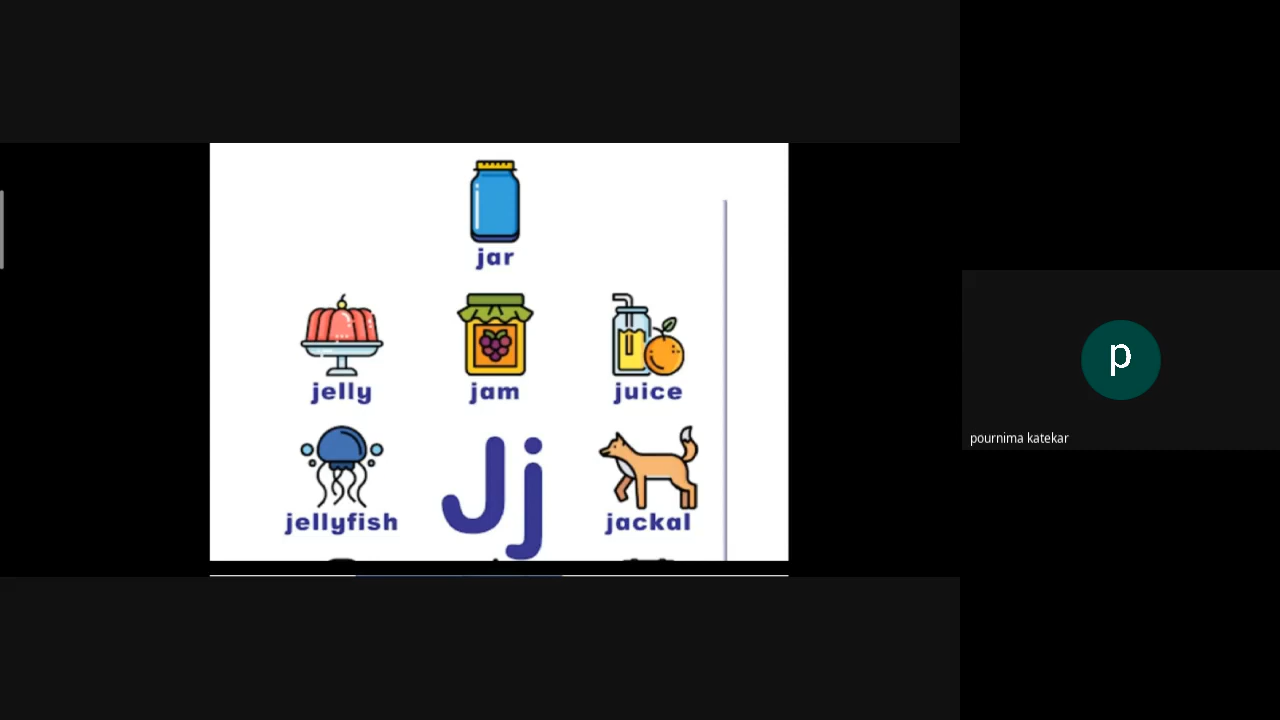 jar
jelly jam juice
Jj
jellyfish jackal
p
pournima katekar